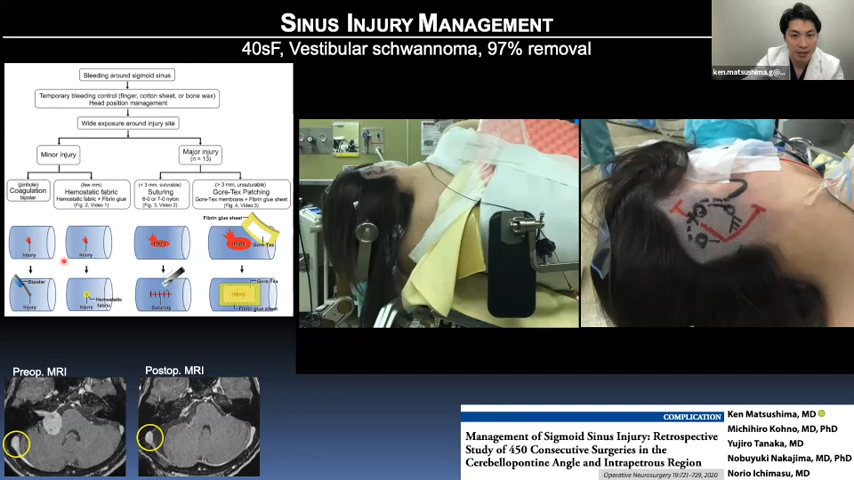 SINUS INJURY MANAGEMENT
40sF, Vestibular schwannoma, 97% removal
ken.matsushima.g@...
Bleeding around sigmoid sinus
Temporary bleeding control (finger, cotton sheet, or bone wax)
Head position management
Wide exposure around injury site
Minor injury
Major injury
(n = 13)
(pinhole)
Coagulation
bipolar
(few mm)
Hemostatic fabric
Hemostatic fabric + Fibrin glue
(Fig. 2, Video 1)
(< 3 mm, suturable)
Suturing
6-0 or 7-0 nylon
(Fig. 3, Video 2)
(> 3 mm, unsuturable)
Gore-Tex Patching
Gore-Tex membrane + Fibrin glue sheet
(Fig. 4, Video 3)
Fibrin glue sheet
Injury
Injury
Injury
Injury
Gore-Tex
Bipolar
Injury
Injury
Hemostatic
fabric
Suturing
Gore-Tex
Injury
Fibrin glue sheet
Preop. MRI
Postop. MRI
COMPLICATION
Management of Sigmoid Sinus Injury: Retrospective
Study of 450 Consecutive Surgeries in the
Cerebellopontine Angle and Intrapetrous Region
Operative Neurosurgery 19:721–729, 2020
Ken Matsushima, MD
Michihiro Kohno, MD, PhD
Yujiro Tanaka, MD
Nobuyuki Nakajima, MD, PhD
Norio Ichimasu, MD